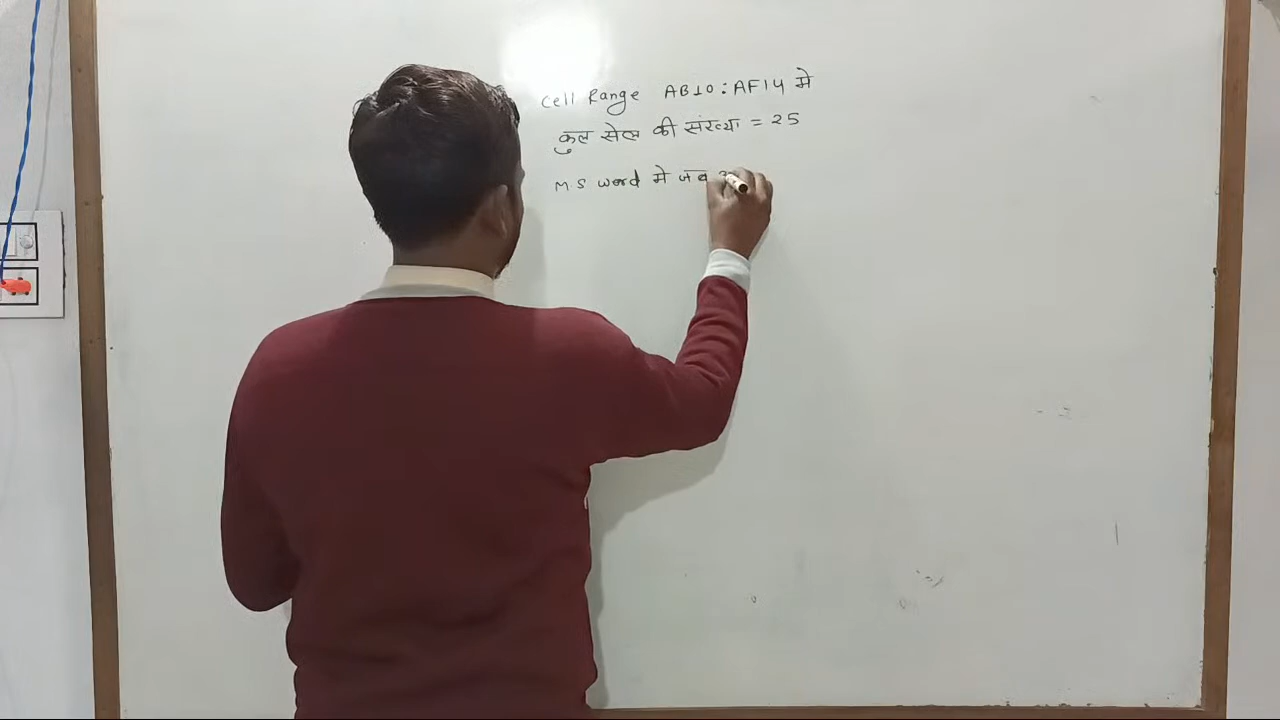 Cell Range AB10:AF14 मे
कुल सेल की संख्या = 25
MS word मे जब